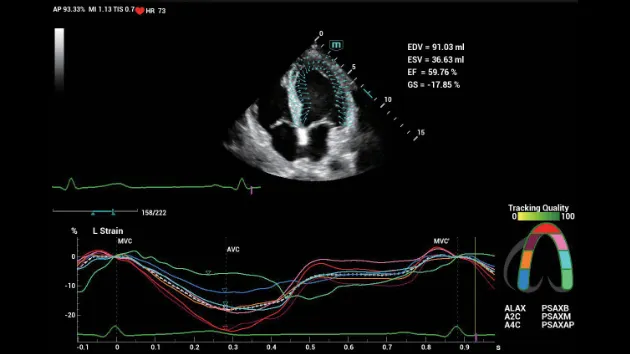 AP 93.33% MI 1.13 TIS 0.7 HR 73
0
m
5
10
15
EDV = 91.03 ml
ESV = 36.63 ml
EF = 59.76 %
GS = -17.85 %
158/222
% L Strain
MVC
AVC
MVC'
0
-10
-20
-0.1 0 0.1 0.2 0.3 0.4 0.5 0.6 0.7 0.8 0.9 s
Tracking Quality
0 100
ALAX PSAXB
A2C PSAXM
A4C PSAXAP